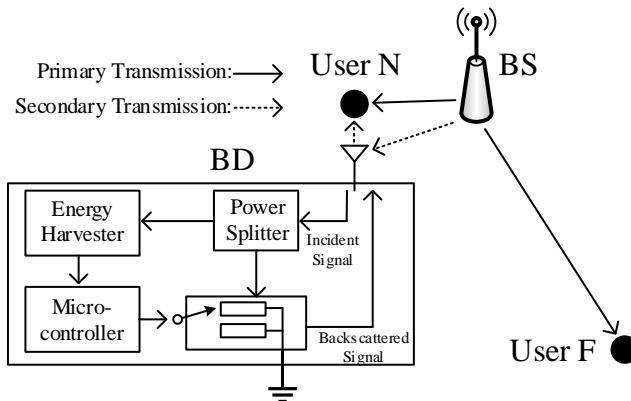 Primary Transmission:
Secondary Transmission:
User N
BS
BD
Energy
Harvester
Power
Splitter
Incident
Signal
Micro-
controller
Backscattered
Signal
User F